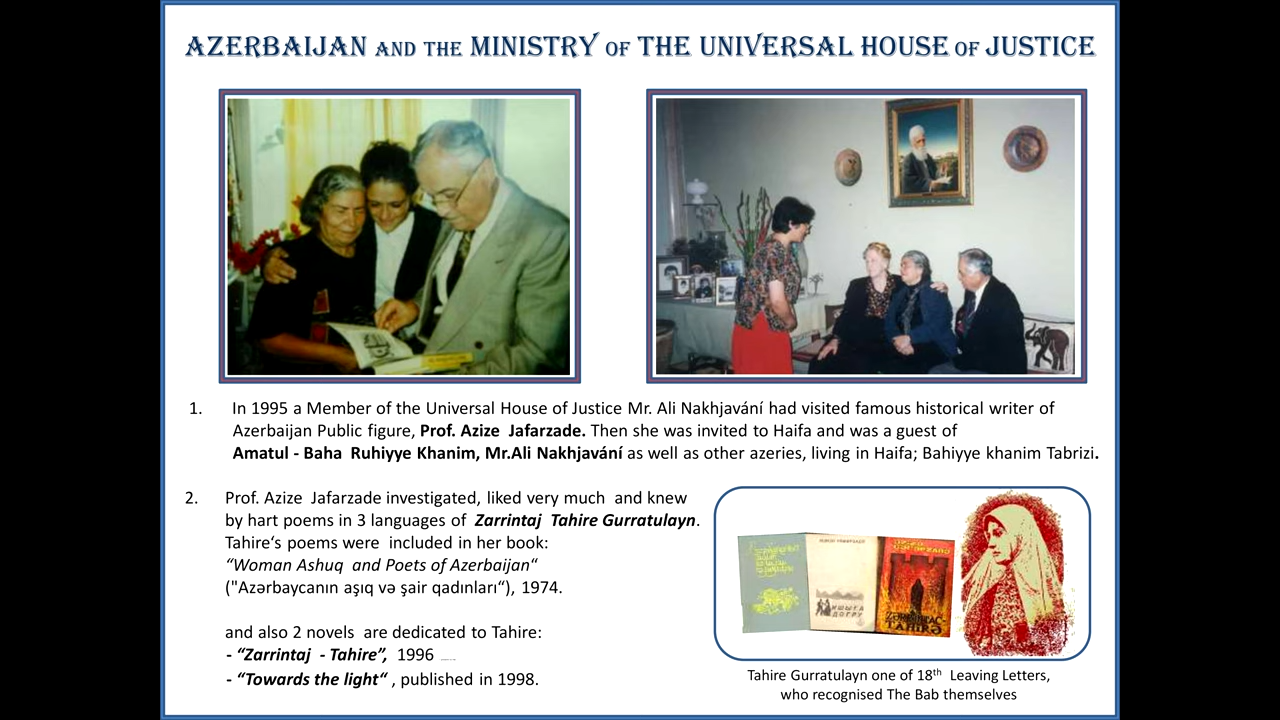 AZERBAIJAN AND THE MINISTRY OF THE UNIVERSAL HOUSE OF JUSTICE
1. In 1995 a Member of the Universal House of Justice Mr. Ali Nakhjavání had visited famous historical writer of
Azerbaijan Public figure, Prof. Azize Jafarzade. Then she was invited to Haifa and was a guest of
Amatul - Baha Ruhiyye Khanim, Mr.Ali Nakhjavání as well as other azeries, living in Haifa; Bahiyye khanim Tabrizi.
2. Prof. Azize Jafarzade investigated, liked very much and knew
by hart poems in 3 languages of Zarrintaj Tahire Gurratulayn.
Tahire‘s poems were included in her book:
“Woman Ashuq and Poets of Azerbaijan“
("Azərbaycanın aşıq və şair qadınları“), 1974.
and also 2 novels are dedicated to Tahire:
- “Zarrintaj - Tahire”, 1996
- “Towards the light“ , published in 1998.
ИШЫГА
ДОҒРУ
ТАҺИРӘ
Tahire Gurratulayn one of 18th Leaving Letters,
who recognised The Bab themselves